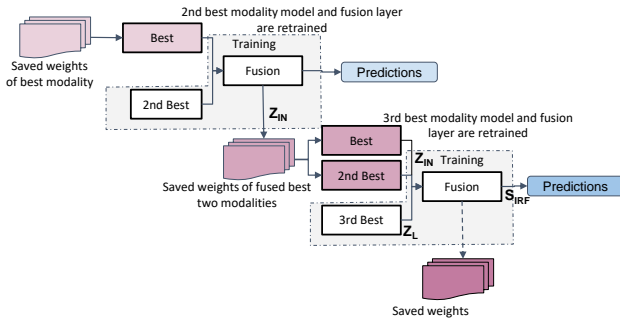 2nd best modality model and fusion layer
are retrained
Training
Best
Saved weights
of best modality
Fusion
Predictions
2nd Best
Z_IN
3rd best modality model and fusion
layer are retrained
Best
Z_IN
Training
2nd Best
Saved weights of fused best
two modalities
Fusion
Predictions
S_IRF
3rd Best
Z_L
Saved weights